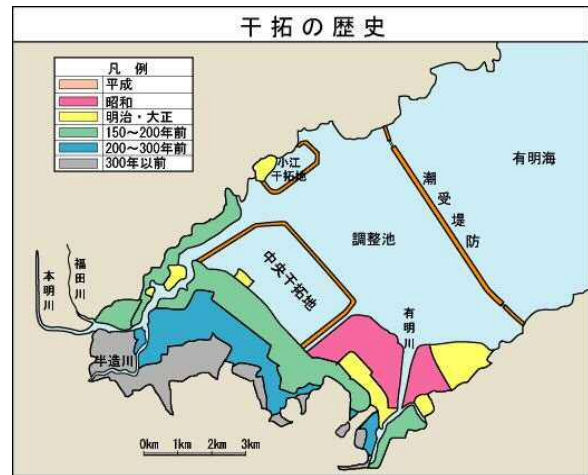 干拓の歴史
凡例
平成
昭和
明治・大正
150～200年前
200～300年前
300年以前
小江
干拓地
潮受堤防
有明海
調整池
中央干拓地
本明川
福田川
有明川
半造川
0km 1km 2km 3km